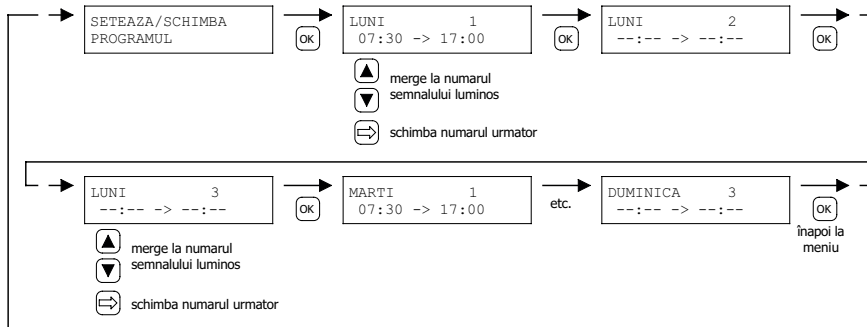 SETEAZA/SCHIMBA
PROGRAMUL
OK
LUNI 1
07:30 -> 17:00
OK
LUNI 2
--:-- -> --:--
OK
merge la numarul
semnalului luminos
schimba numarul urmator
LUNI 3
--:-- -> --:--
OK
MARTI 1
07:30 -> 17:00
etc.
DUMINICA 3
--:-- -> --:--
OK
înapoi la
meniu
merge la numarul
semnalului luminos
schimba numarul urmator